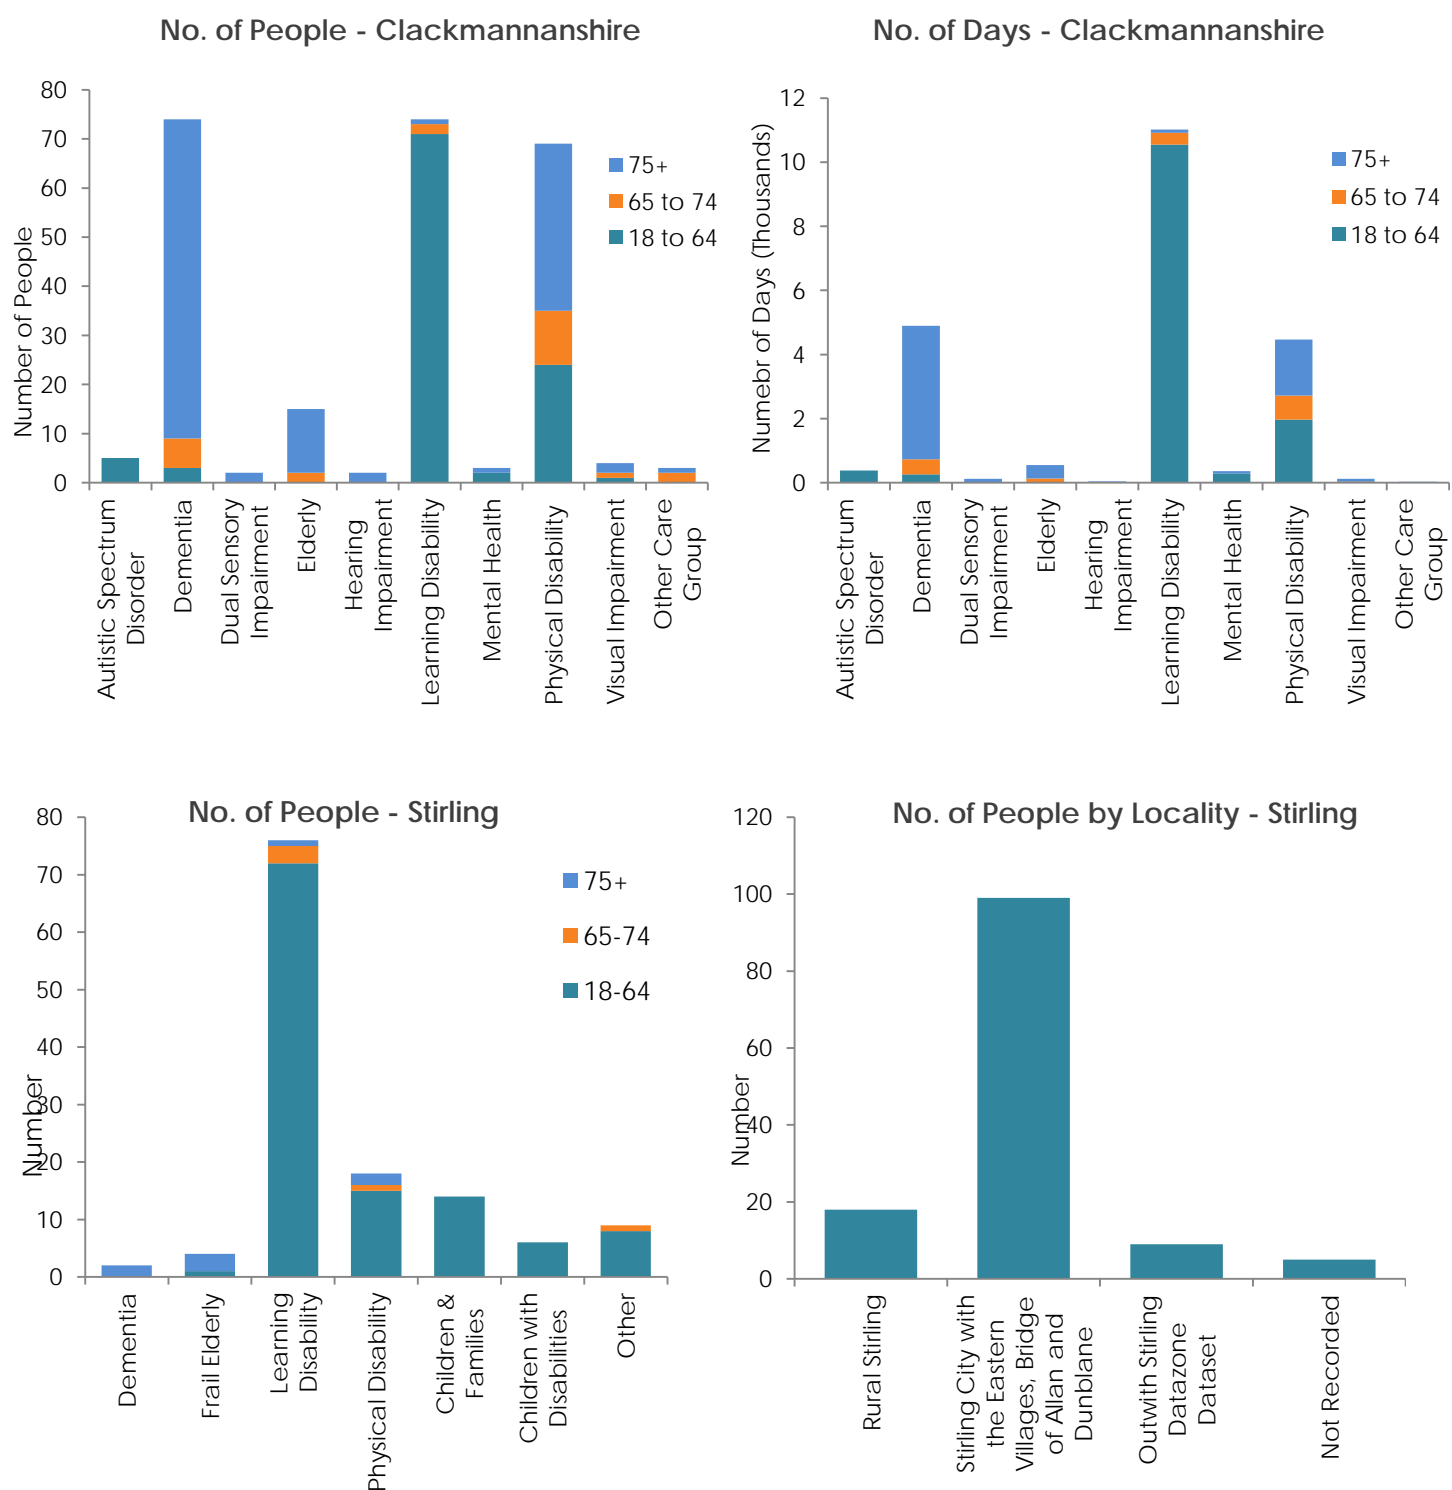 No. of People - Clackmannanshire
80
70
60
50
40
30
20
10
0
Number of People
75+
65 to 74
18 to 64
Autistic Spectrum
Disorder
Dementia
Dual Sensory
Impairment
Elderly
Hearing
Impairment
Learning Disability
Mental Health
Physical Disability
Visual Impairment
Other Care
Group
No. of Days - Clackmannanshire
12
10
8
6
4
2
0
Numebr of Days (Thousands)
75+
65 to 74
18 to 64
Autistic Spectrum
Disorder
Dementia
Dual Sensory
Impairment
Elderly
Hearing
Impairment
Learning Disability
Mental Health
Physical Disability
Visual Impairment
Other Care
Group
No. of People - Stirling
80
70
60
50
40
30
20
10
0
Number
75+
65-74
18-64
Dementia
Frail Elderly
Learning
Disability
Physical Disability
Children &
Families
Children with
Disabilities
Other
No. of People by Locality - Stirling
120
100
80
60
40
20
0
Number
Rural Stirling
Stirling City with
the Eastern
Villages, Bridge
of Allan and
Dunblane
Outwith Stirling
Datazone
Dataset
Not Recorded